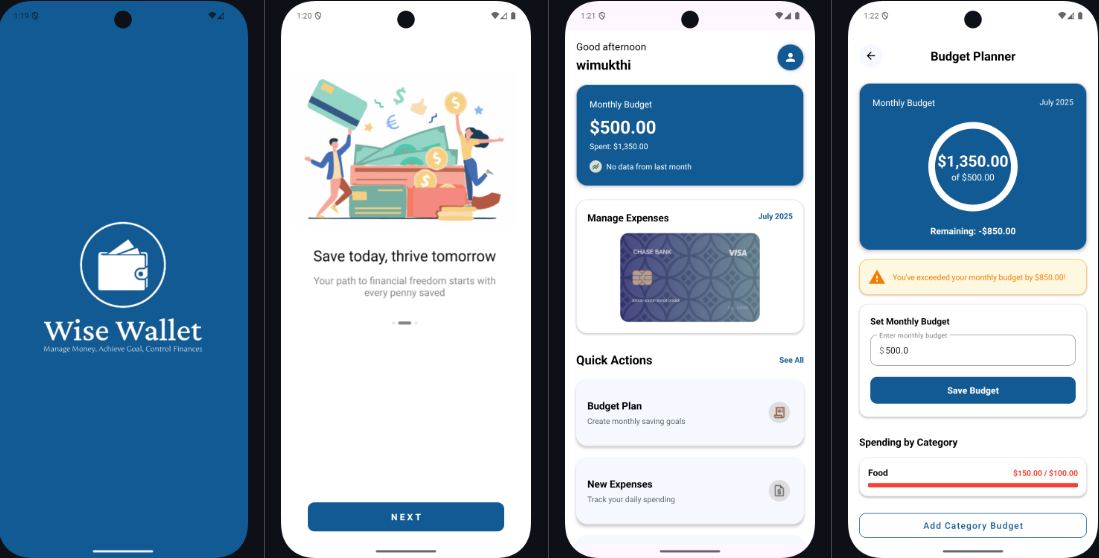 1:19
Wise Wallet
Manage Money, Achieve Goal, Control Finances
1:20
Save today, thrive tomorrow
Your path to financial freedom starts with
every penny saved
NEXT
1:21
Good afternoon
wimukthi
Monthly Budget
$500.00
Spent: $1,350.00
No data from last month
Manage Expenses
July 2025
CHASE BANK
VISA
Quick Actions
See All
Budget Plan
Create monthly saving goals
New Expenses
Track your daily spending
1:22
Budget Planner
Monthly Budget
July 2025
$1,350.00
of $500.00
Remaining: -$850.00
You've exceeded your monthly budget by $850.00!
Set Monthly Budget
Enter monthly budget
$500.0
Save Budget
Spending by Category
Food
$150.00 / $100.00
Add Category Budget